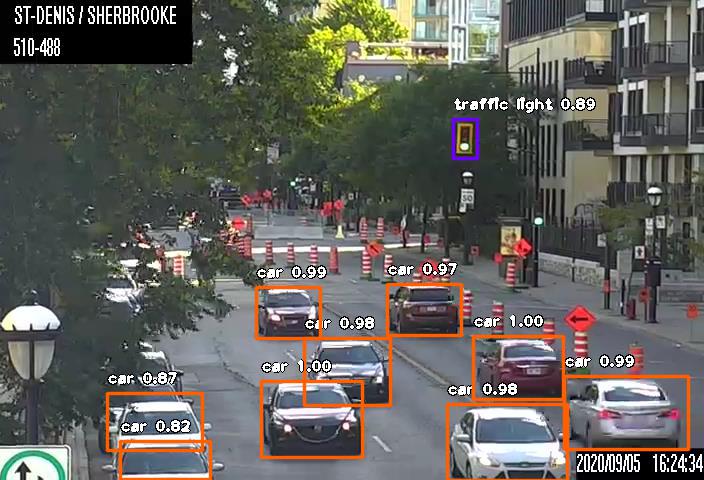 ST-DENIS / SHERBROOKE
510-488
traffic light 0.89
50
car 0.99
car 0.97
car 0.98
car 1.00
car 1.00
car 0.99
car 0.87
car 0.98
car 0.82
2020/09/05 16:24:34